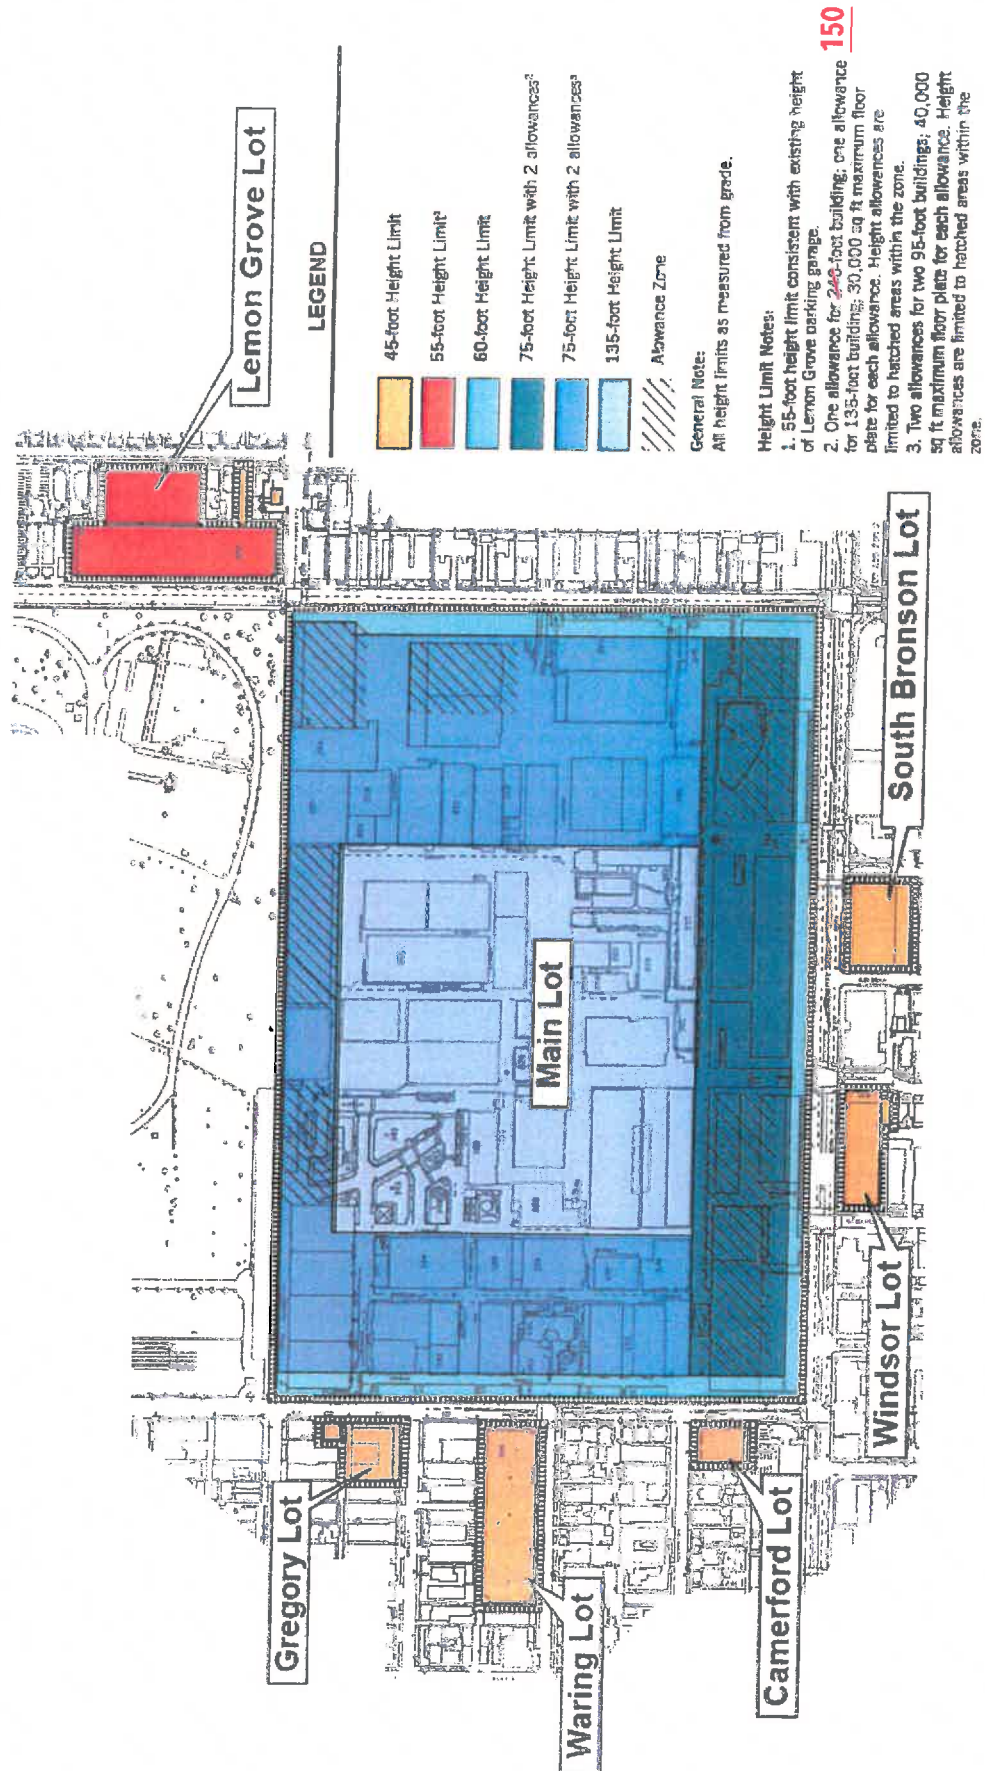 Lemon Grove Lot
LEGEND
45-foot Height Limit
55-foot Height Limit¹
60-foot Height Limit
75-foot Height Limit with 2 allowances²
75-foot Height Limit with 2 allowances³
135-foot Height Limit
Allowance Zone
General Note:
All height limits as measured from grade.
Height Limit Notes:
1. 55-foot height limit consistent with existing height
of Lemon Grove parking garage.
150
2. One allowance for 240-foot building; one allowance
for 135-foot building; 30,000 sq ft maximum floor
plate for each allowance. Height allowances are
limited to hatched areas within the zone.
3. Two allowances for two 95-foot buildings; 40,000
sq ft maximum floor plate for each allowance. Height
allowances are limited to hatched areas within the
zone.
Main Lot
South Bronson Lot
Windsor Lot
Gregory Lot
Waring Lot
Camerford Lot